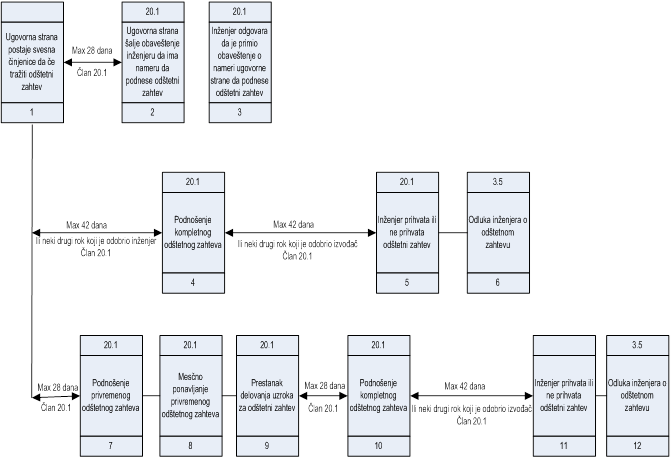 Ugovorna strana
postaje svesna
činjenice da če
tražiti odštetni
zahtev
1
Max 28 dana
Član 20.1
20.1
Ugovorna strana
šalje obaveštenje
inženjeru da ima
nameru da
podnese odštetni
zahtev
2
20.1
Inženjer odgovara
da je primio
obaveštenje o
nameri ugovorne
strane da podnese
odštetni zahtev
3
Max 42 dana
Ili neki drugi rok koji je odobrio inženjer
Član 20.1
20.1
Podnošenje
kompletnog
odštetnog zahteva
4
Max 42 dana
Ili neki drugi rok koji je odobrio izvođač
Član 20.1
20.1
Inženjer prihvata ili
ne prihvata
odštetni zahtev
5
3.5
Odluka inženjera o
odštetnom
zahtevu
6
Max 28 dana
Član 20.1
20.1
Podnošenje
privremenog
odštetnog zahteva
7
20.1
Mesčno
ponavljanje
privremenog
odštetnog zahteva
8
20.1
Prestanak
delovanja uzroka
za odštetni zahtev
9
Max 28 dana
Član 20.1
20.1
Podnošenje
kompletnog
odštetnog zahteva
10
Max 42 dana
Ili neki drugi rok koji je odobrio izvođač
Član 20.1
Inženjer prihvata ili
ne prihvata
odštetni zahtev
11
3.5
Odluka inženjera o
odštetnom
zahtevu
12